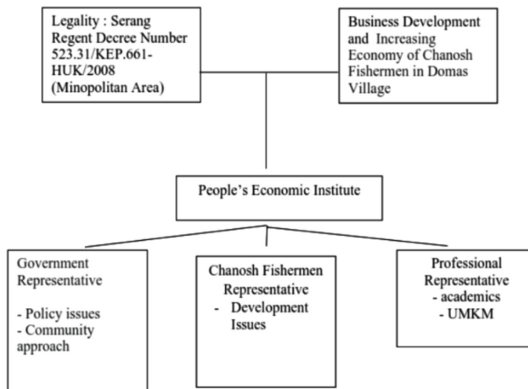 Legality : Serang
Regent Decree Number
523.31/KEP.661-
HUK/2008
(Minopolitan Area)
Business Development
and Increasing
Economy of Chanosh
Fishermen in Domas
Village
People's Economic Institute
Government
Representative
- Policy issues
- Community
approach
Chanosh Fishermen
Representative
- Development
Issues
Professional
Representative
- academics
- UMKM